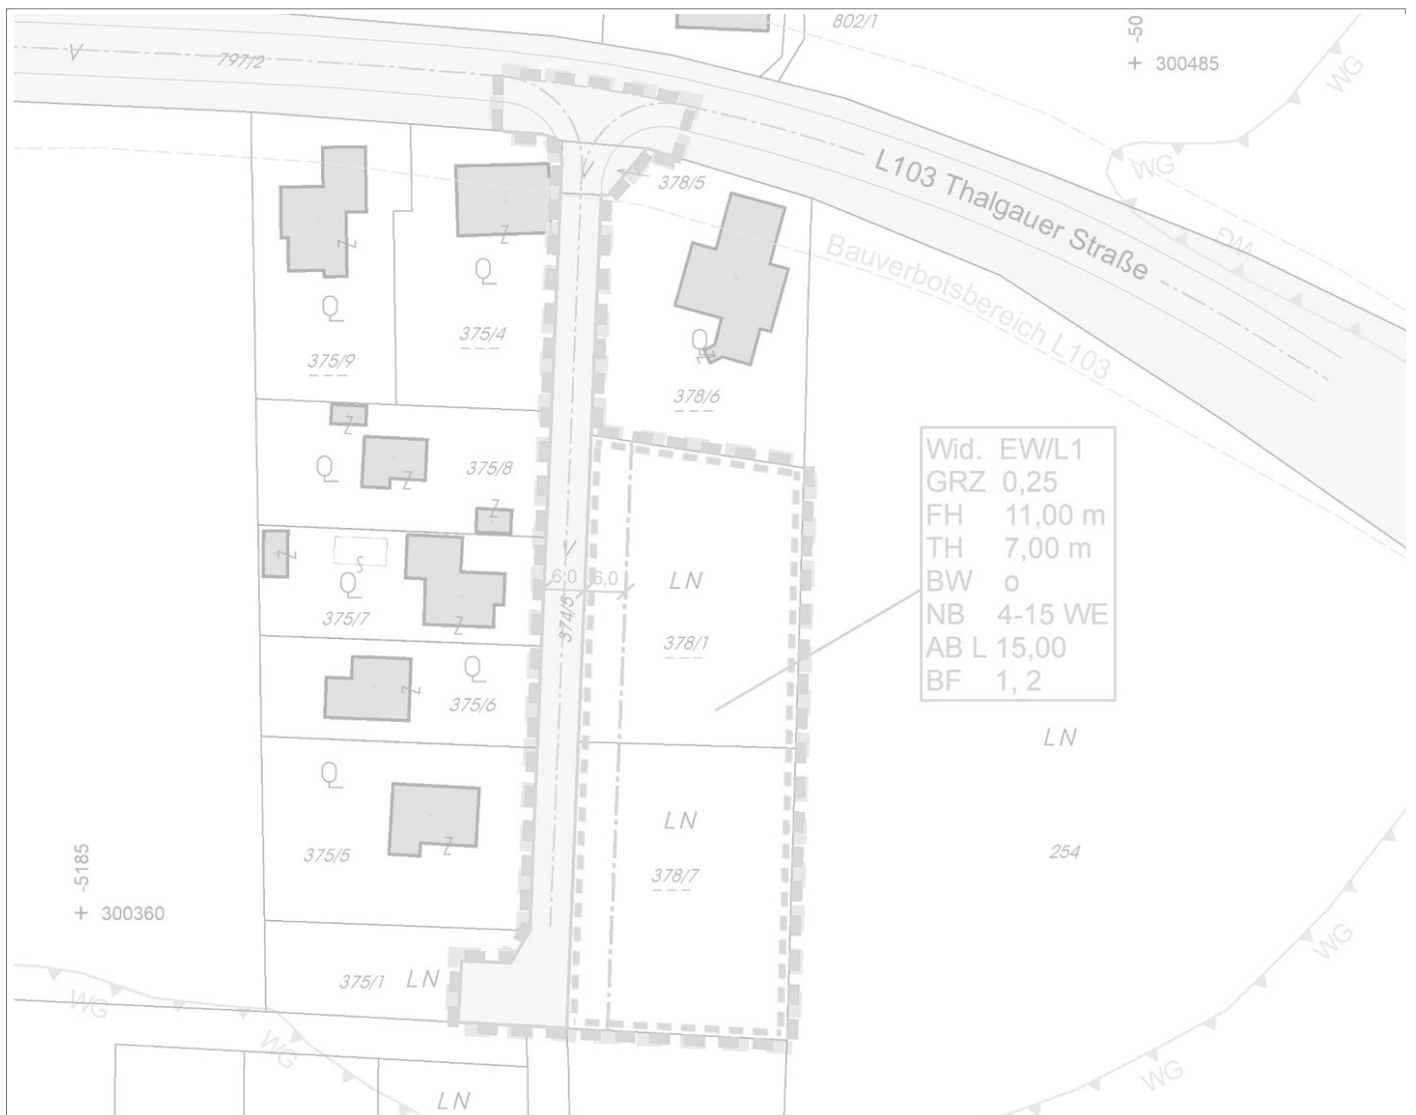 802/1
-50
+ 300485
WG
797/2
WG
L103 Thalgauer Straße
378/5
WG
Bauverbotsbereich L103
375/9
375/4
378/6
375/8
Wid. EW/L1
GRZ 0,25
FH 11,00 m
TH 7,00 m
BW o
NB 4-15 WE
AB L 15,00
BF 1, 2
6,0
6,0
LN
375/7
374/5
378/1
375/6
LN
LN
375/5
254
378/7
-5185
+ 300360
WG
375/1
LN
WG
WG
WG
LN